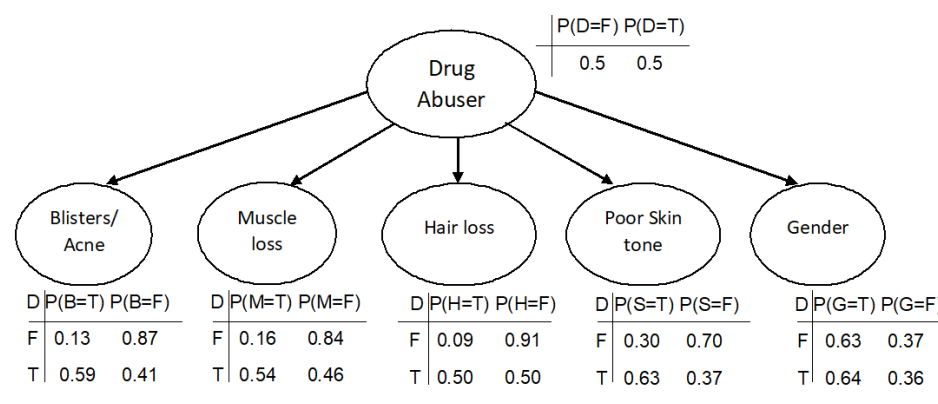 P(D=F) P(D=T)
0.5 0.5
Drug
Abuser
Blisters/
Acne
Muscle
loss
Hair loss
Poor Skin
tone
Gender
D P(B=T) P(B=F)
F 0.13 0.87
T 0.59 0.41
D P(M=T) P(M=F)
F 0.16 0.84
T 0.54 0.46
D P(H=T) P(H=F)
F 0.09 0.91
T 0.50 0.50
D P(S=T) P(S=F)
F 0.30 0.70
T 0.63 0.37
D P(G=T) P(G=F)
F 0.63 0.37
T 0.64 0.36